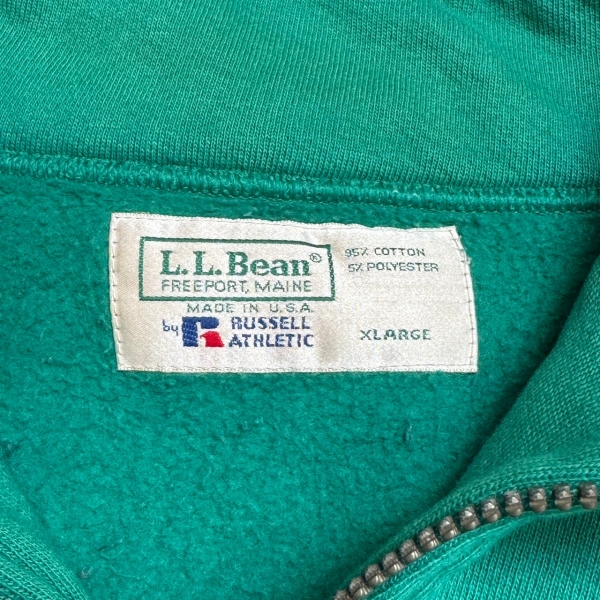 L.L.Bean®
FREEPORT, MAINE
MADE IN U.S.A.
by R RUSSELL
ATHLETIC
95% COTTON
5% POLYESTER
XLARGE